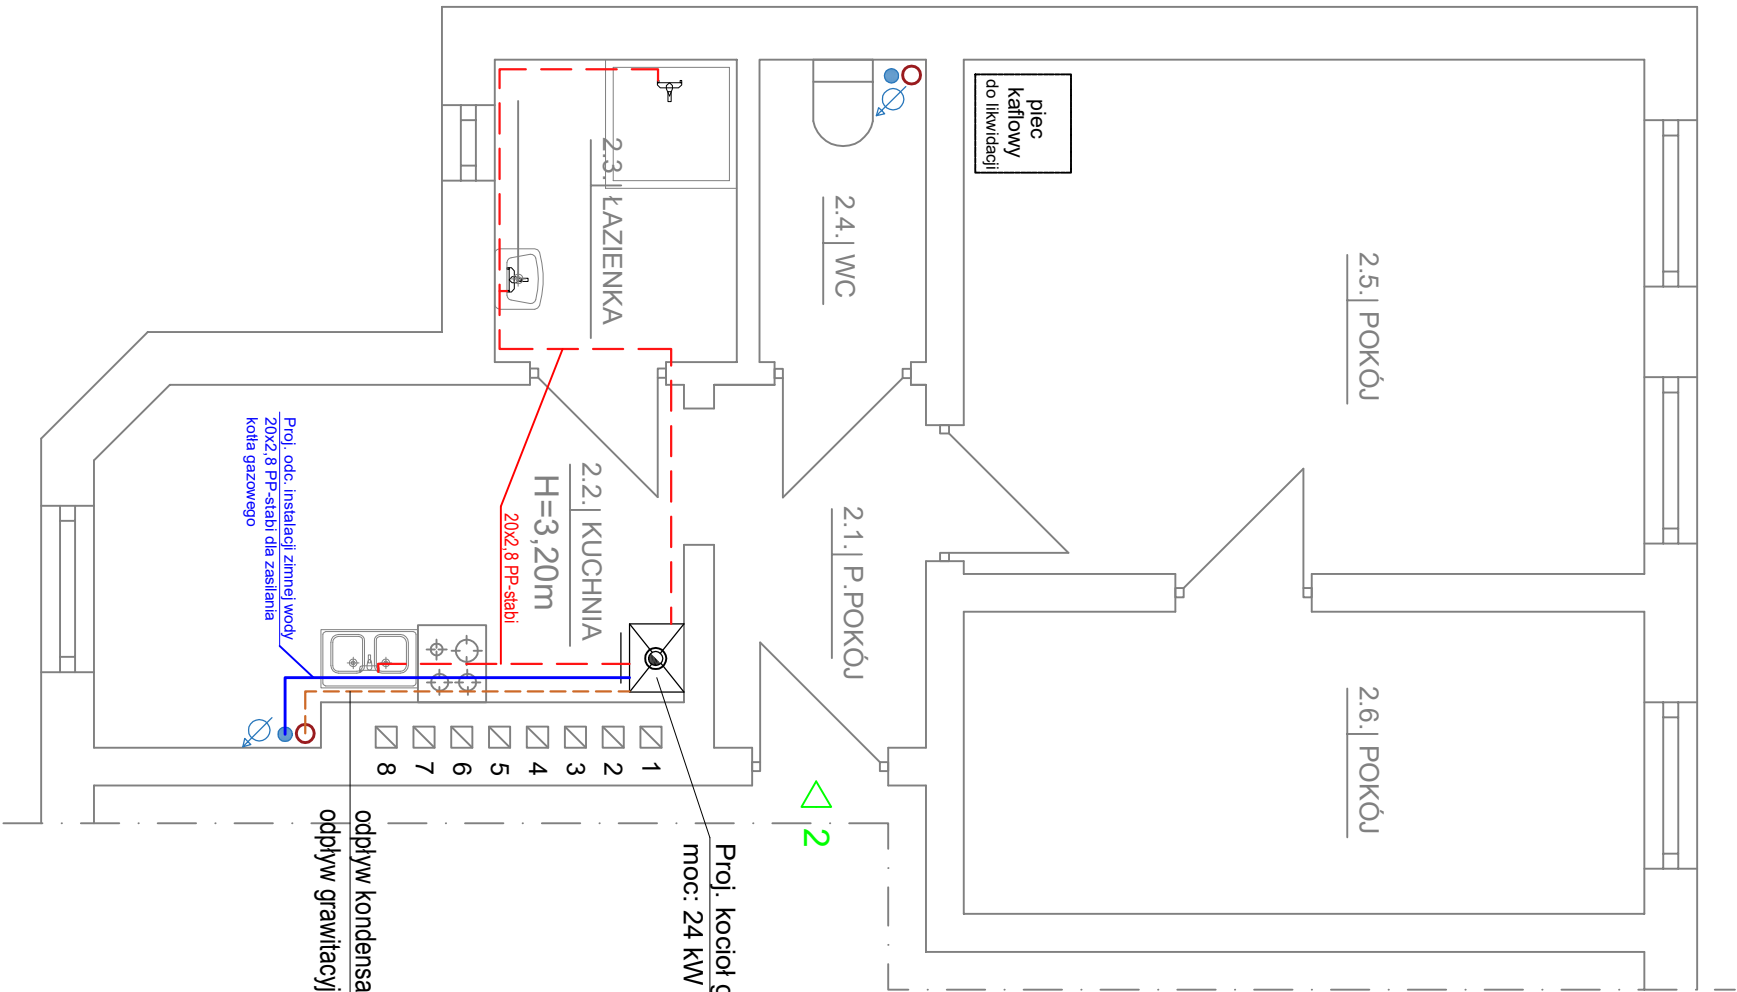 piec
kaflowy
do likwidacji
2.3.| ŁAZIENKA
2.4.| WC
2.5.| POKÓJ
2.2.| KUCHNIA
H=3,20m
2.1.| P.POKÓJ
2.6.| POKÓJ
20x2,8 PP-stabi
Proj. odc. instalacji zimnej wody
20x2,8 PP-stabi dla zasilania
kotła gazowego
1
2
3
4
5
6
7
8
2
Proj. kocioł g
moc: 24 kW
odpływ kondensa
odpływ grawitacyj